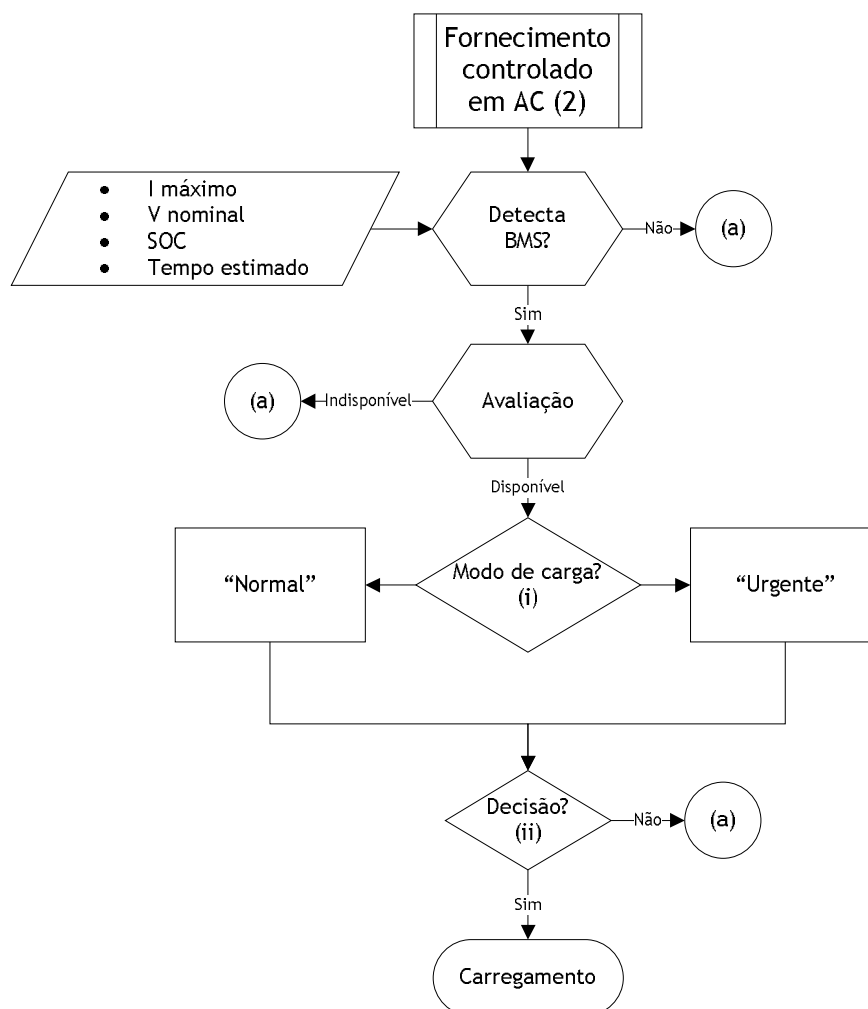 Fornecimento
controlado
em AC (2)
● I máximo
● V nominal
● SOC
● Tempo estimado
Detecta
BMS?
Não
(a)
Sim
(a)
Indisponível
Avaliação
Disponível
“Normal”
Modo de carga?
(i)
“Urgente”
Decisão?
(ii)
Não
(a)
Sim
Carregamento